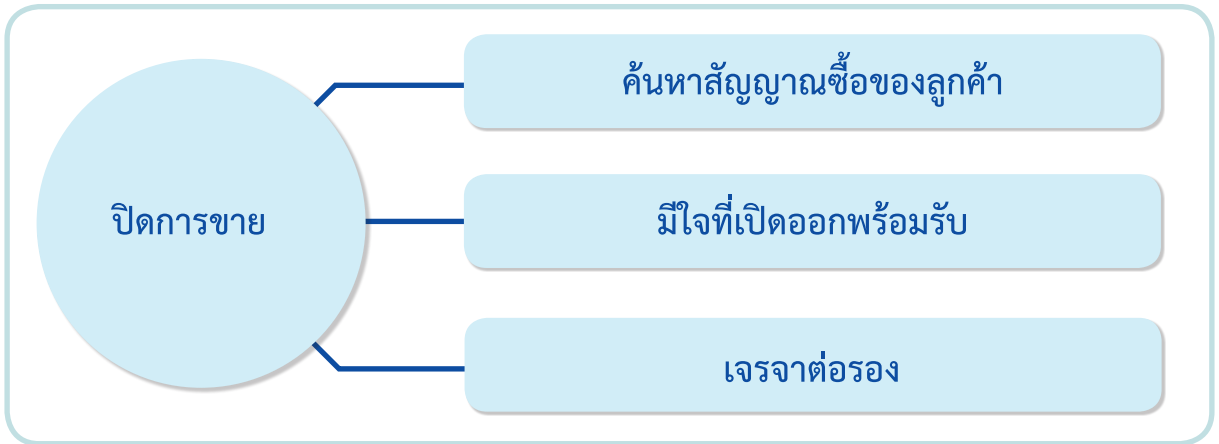 ค้นหาสัญญาณซื้อของลูกค้า
ปิดการขาย
มีใจที่เปิดออกพร้อมรับ
เจรจาต่อรอง